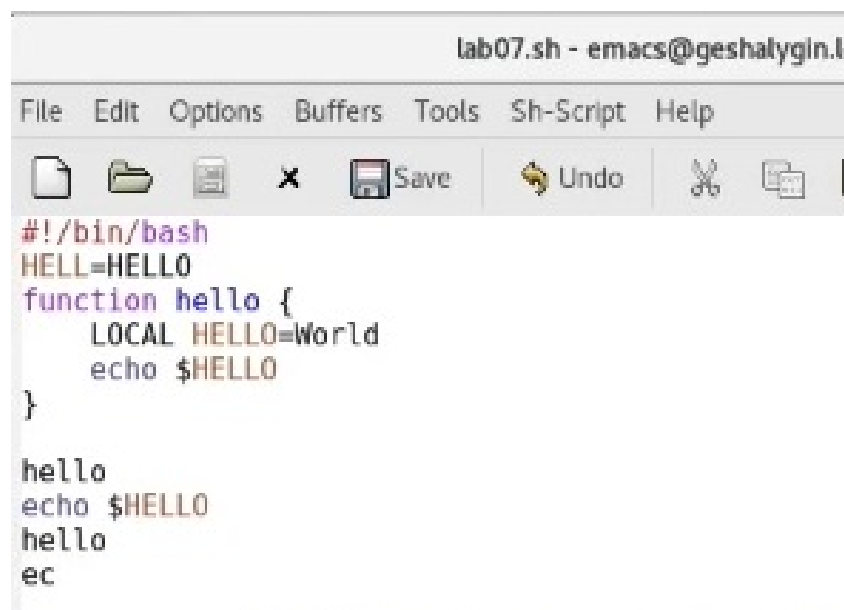 lab07.sh - emacs@geshalygin.l
File Edit Options Buffers Tools Sh-Script Help
Save Undo
#!/bin/bash
HELL=HELLO
function hello {
    LOCAL HELLO=World
    echo $HELLO
}
hello
echo $HELLO
hello
ec